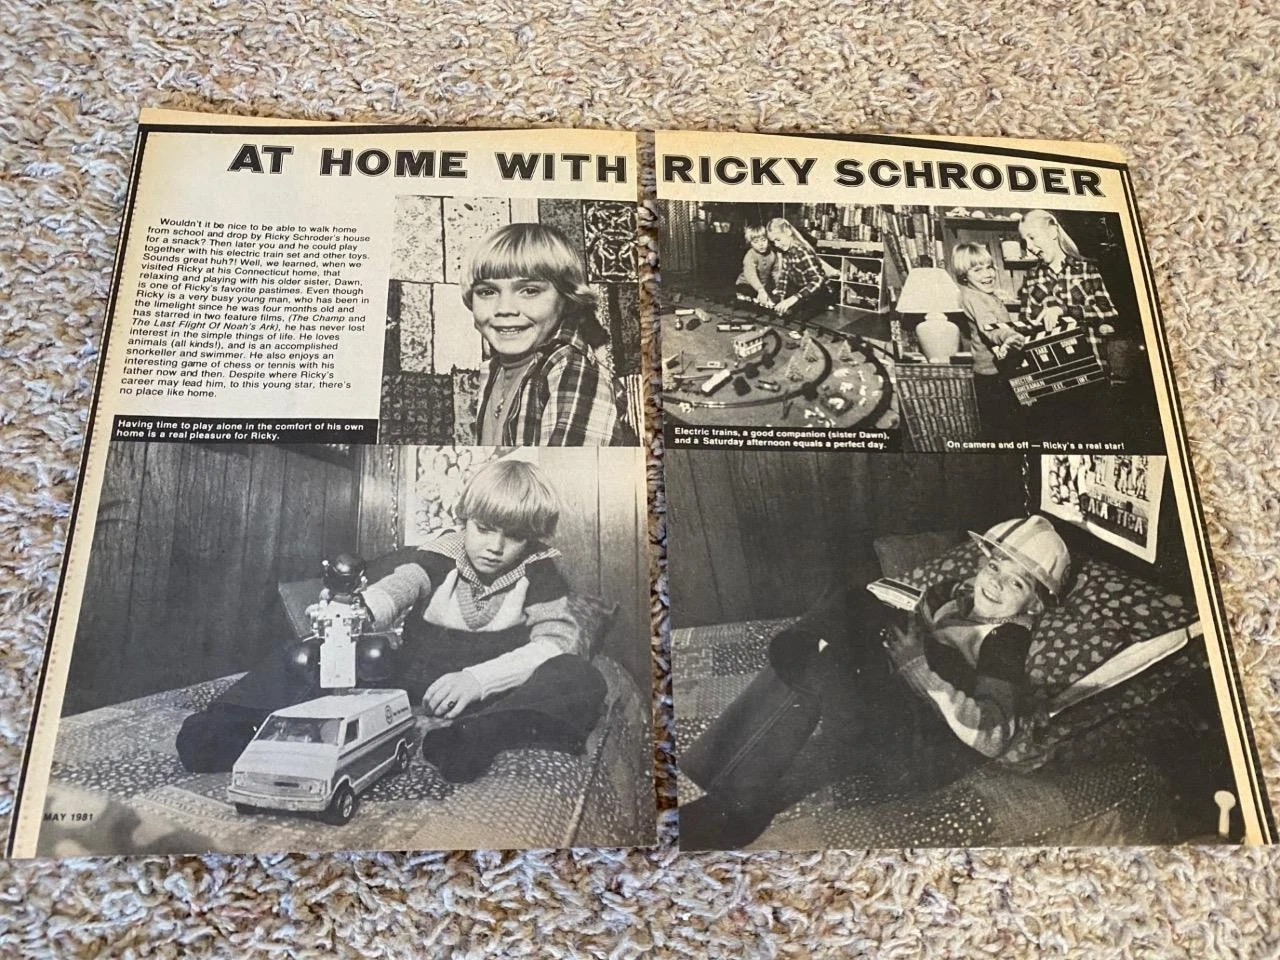 AT HOME WITH RICKY SCHRODER
Wouldn't it be nice to be able to walk home
from school and drop by Ricky Schroder's house
for a snack? Then later you and he could play
together with his electric train set and other toys.
Sounds great huh?! Well, we learned, when we
visited Ricky at his Connecticut home, that
relaxing and playing with his older sister, Dawn,
is one of Ricky's favorite pastimes. Even though
Ricky is a very busy young man, who has been in
the limelight since he was four months old and
has starred in two feature films, (The Champ and
The Last Flight Of Noah's Ark), he has never lost
interest in the simple things of life. He loves
animals (all kinds!), and is an accomplished
snorkeller and swimmer. He also enjoys an
interesting game of chess or tennis with his
father now and then. Despite where Ricky's
career may lead him, to this young star, there's
no place like home.
Having time to play alone in the comfort of his own
home is a real pleasure for Ricky.
Electric trains, a good companion (sister Dawn),
and a Saturday afternoon equals a perfect day.
DIRECTOR
CAMERAMAN
DATE EXT. INT.
On camera and off — Ricky's a real star!
MAY 1981